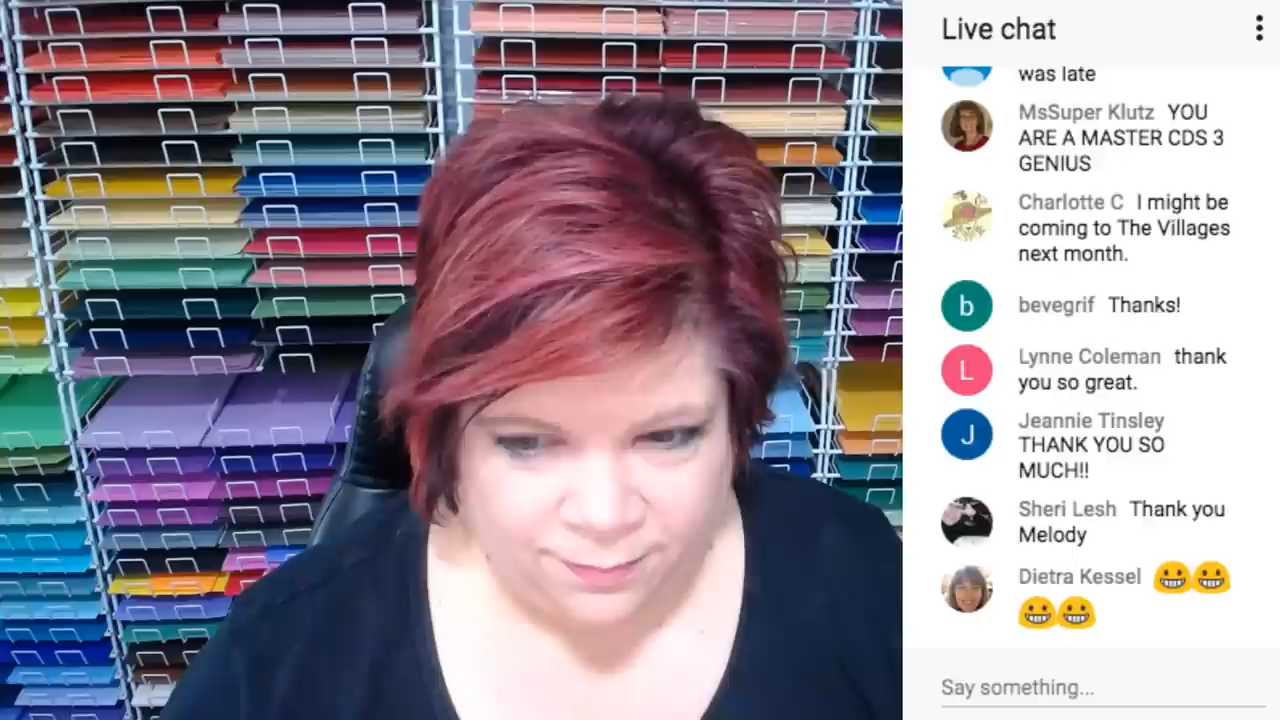 Live chat
was late
MsSuper Klutz YOU
ARE A MASTER CDS 3
GENIUS
Charlotte C I might be
coming to The Villages
next month.
b
bevegrif Thanks!
L
Lynne Coleman thank
you so great.
J
Jeannie Tinsley
THANK YOU SO
MUCH!!
Sheri Lesh Thank you
Melody
Dietra Kessel 😀😀
😀😀
Say something...